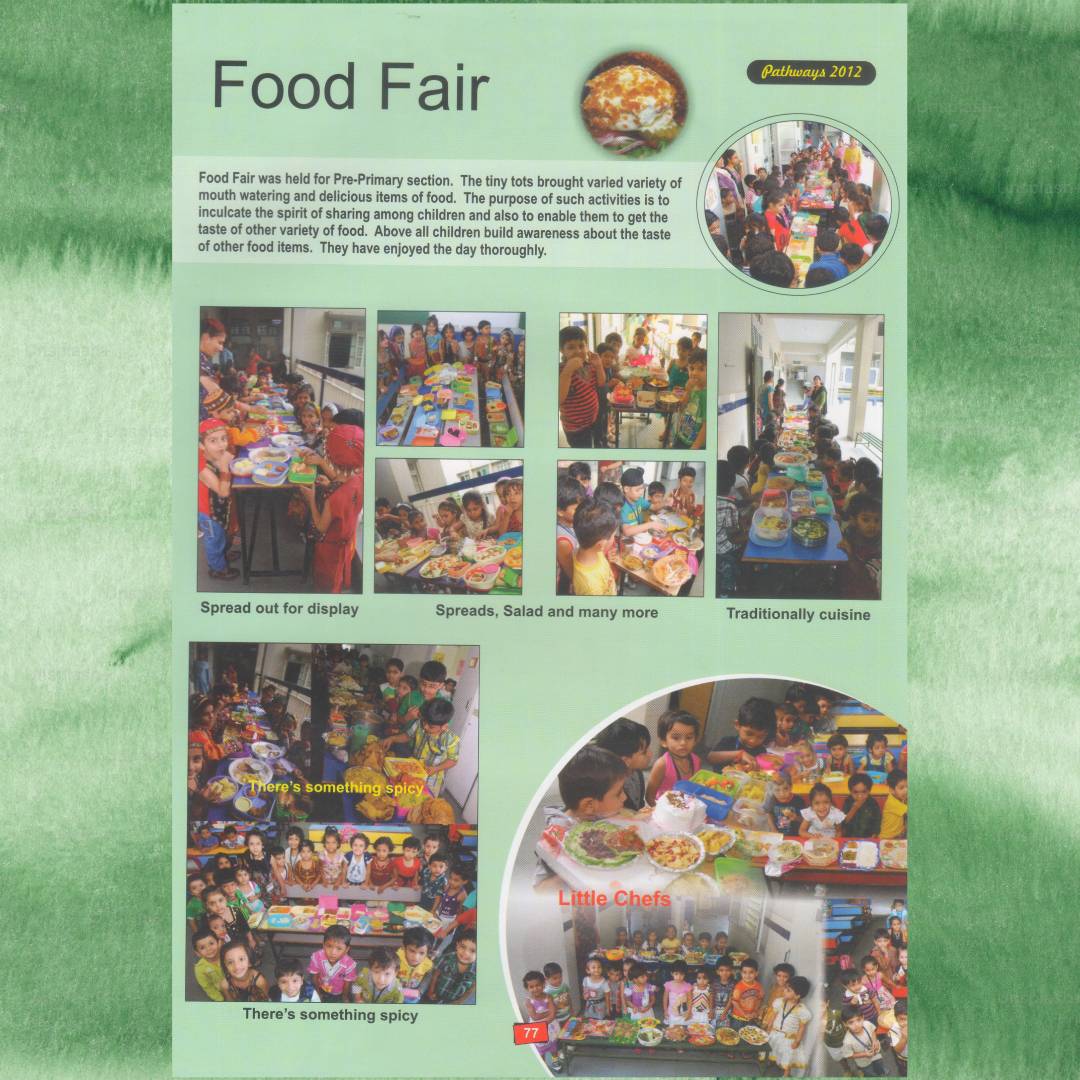 Food Fair
Pathways 2012
Food Fair was held for Pre-Primary section. The tiny tots brought varied variety of
mouth watering and delicious items of food. The purpose of such activities is to
inculcate the spirit of sharing among children and also to enable them to get the
taste of other variety of food. Above all children build awareness about the taste
of other food items. They have enjoyed the day thoroughly.
Spread out for display
Spreads, Salad and many more
Traditionally cuisine
There's something spicy
Little Chefs
There's something spicy
77